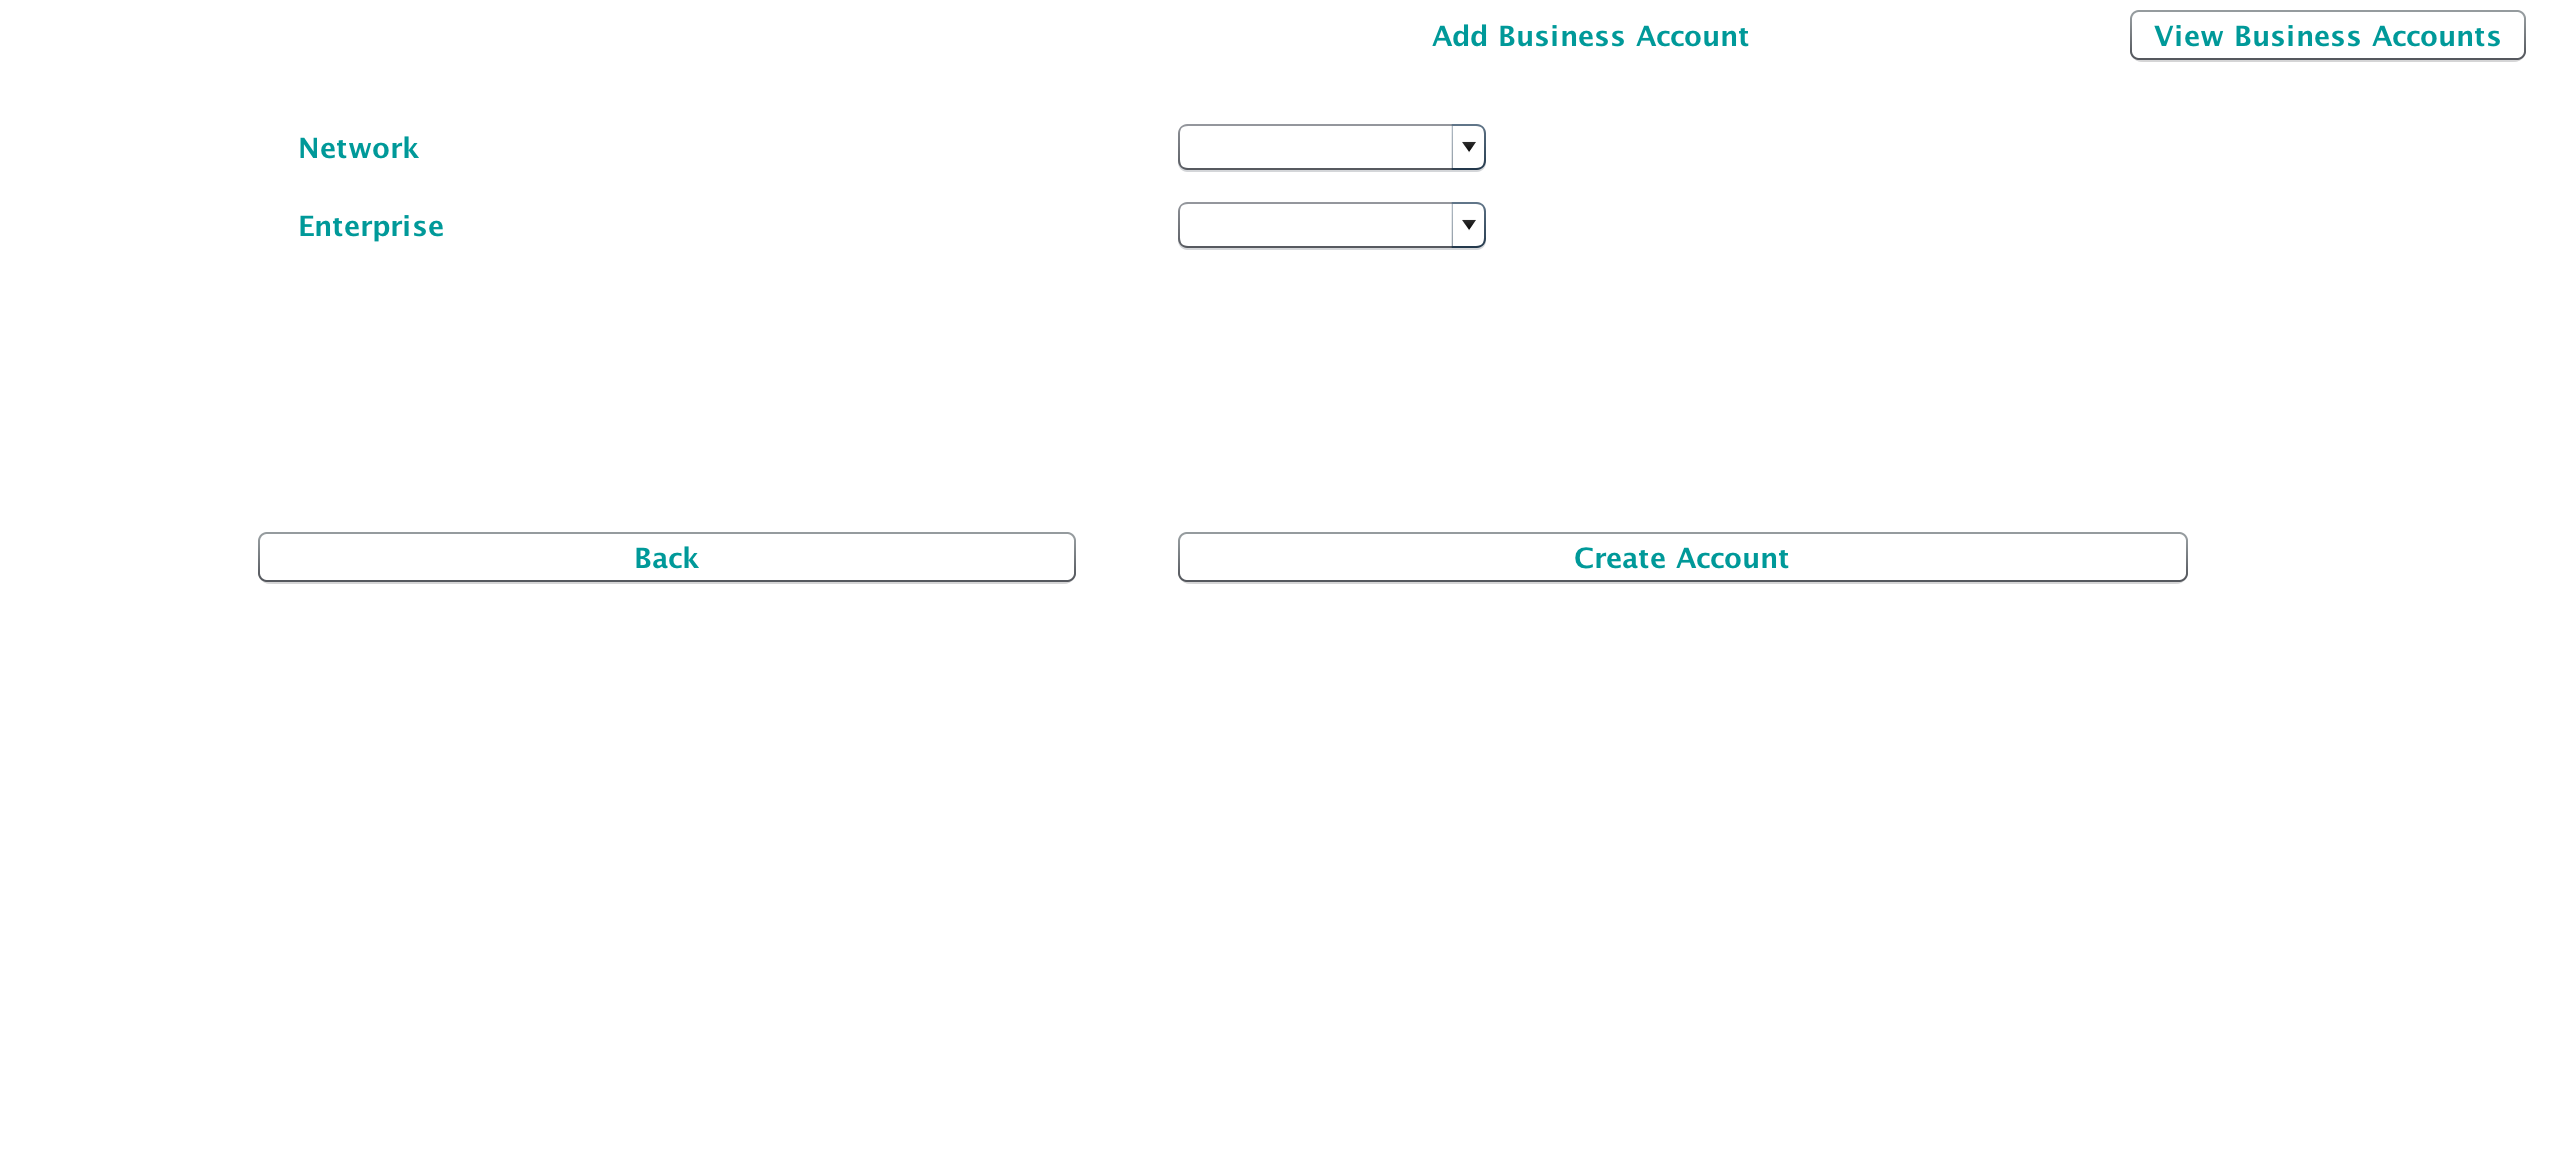 Add Business Account
View Business Accounts
Network
Enterprise
Back
Create Account